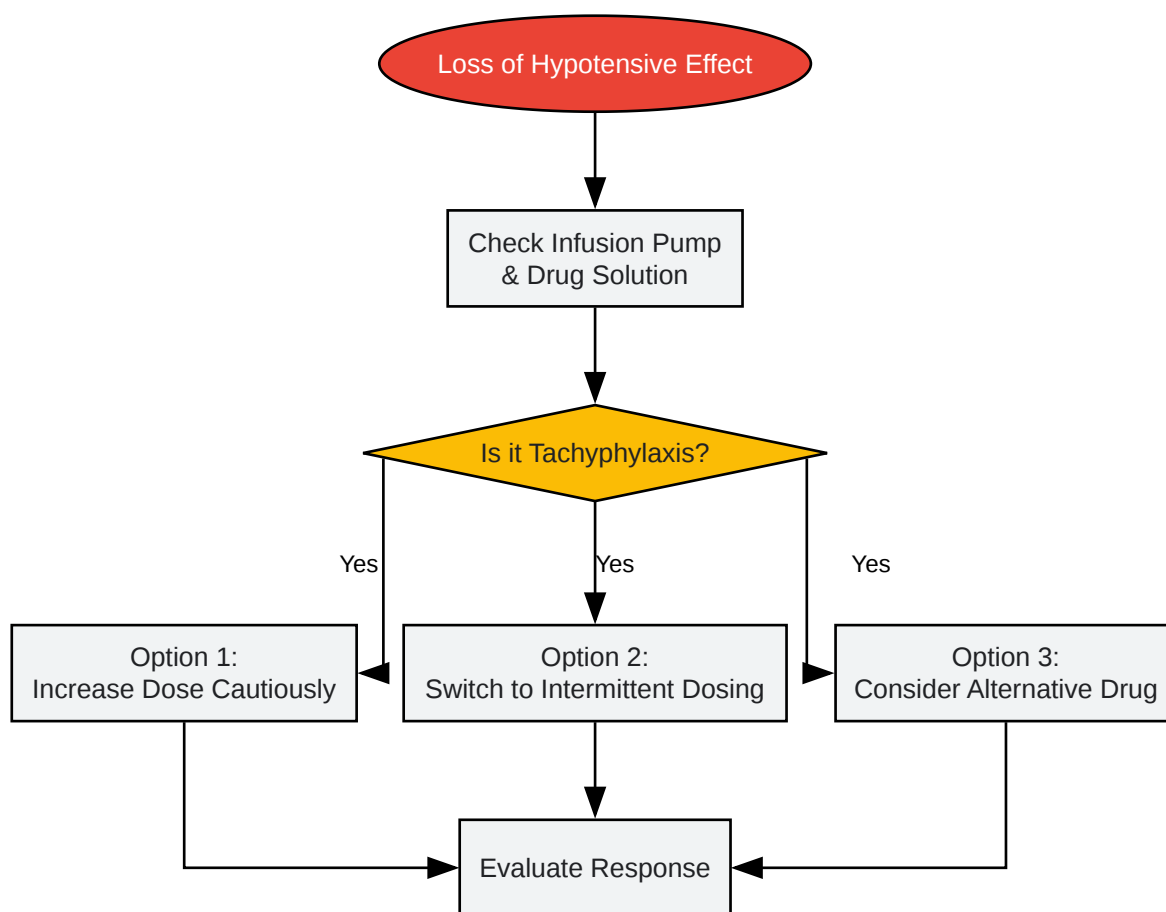 Loss of Hypotensive Effect
Check Infusion Pump
& Drug Solution
Is it Tachyphylaxis?
Yes
Yes
Yes
Option 1:
Increase Dose Cautiously
Option 2:
Switch to Intermittent Dosing
Option 3:
Consider Alternative Drug
Evaluate Response